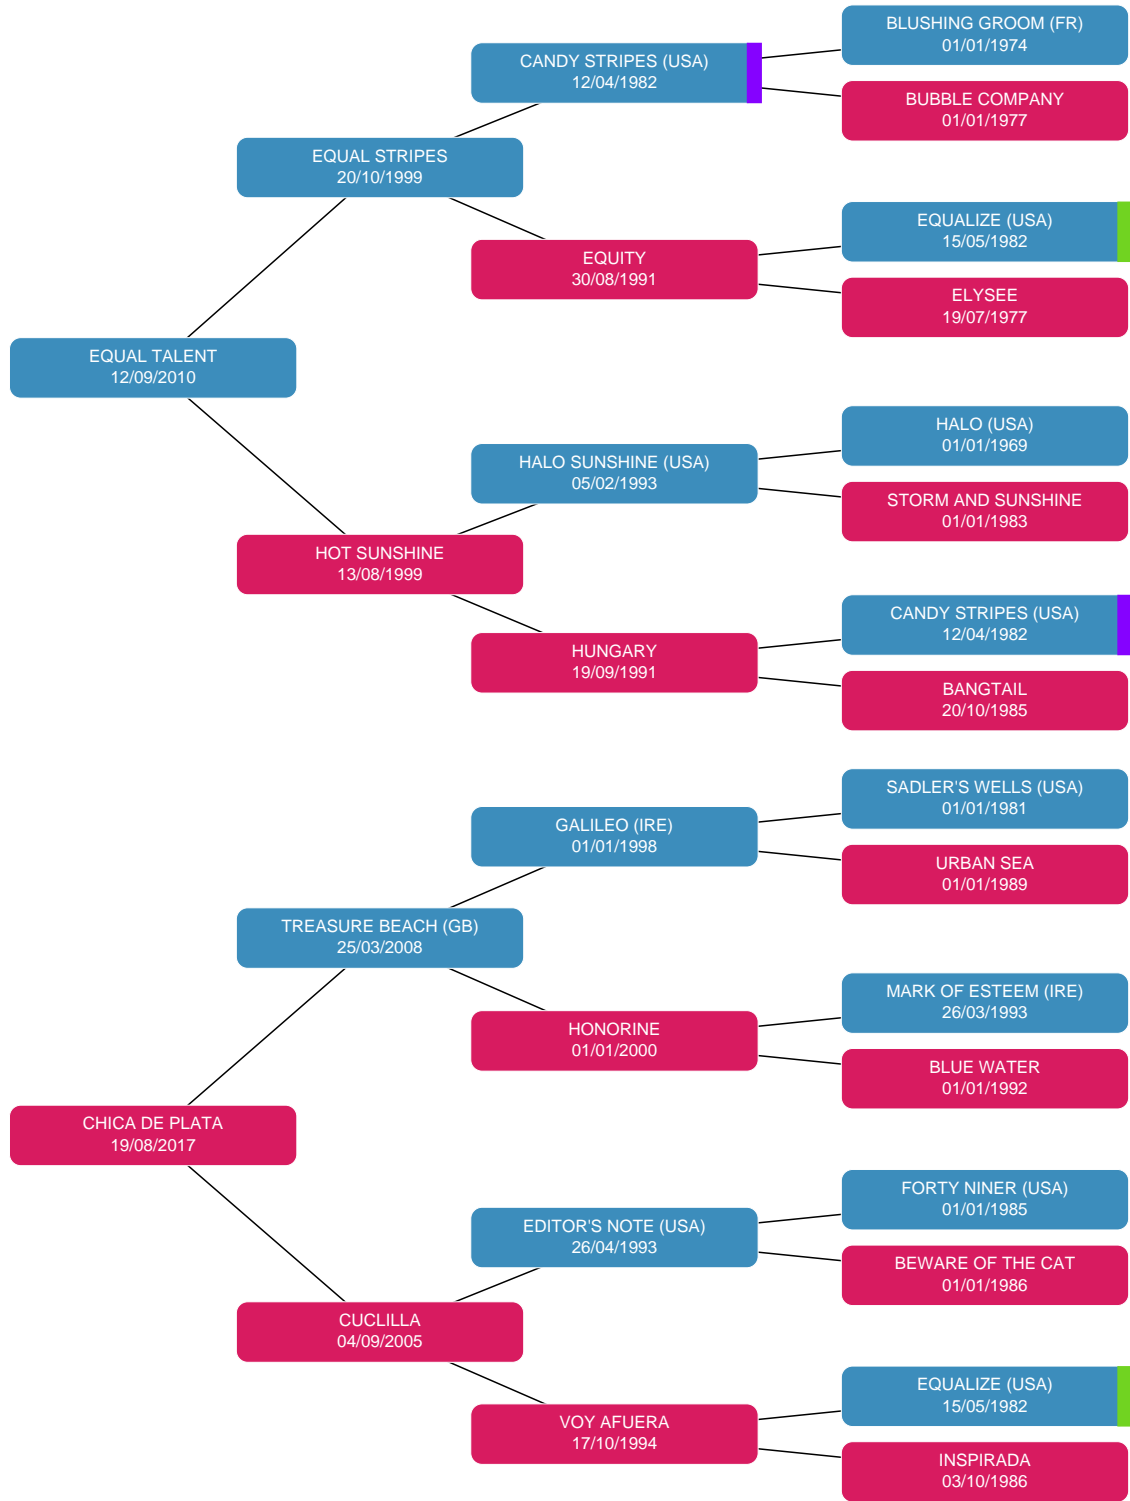 BLUSHING GROOM (FR)
01/01/1974
CANDY STRIPES (USA)
12/04/1982
BUBBLE COMPANY
01/01/1977
EQUAL STRIPES
20/10/1999
EQUALIZE (USA)
15/05/1982
EQUITY
30/08/1991
ELYSEE
19/07/1977
EQUAL TALENT
12/09/2010
HALO (USA)
01/01/1969
HALO SUNSHINE (USA)
05/02/1993
STORM AND SUNSHINE
01/01/1983
HOT SUNSHINE
13/08/1999
CANDY STRIPES (USA)
12/04/1982
HUNGARY
19/09/1991
BANGTAIL
20/10/1985
SADLER'S WELLS (USA)
01/01/1981
GALILEO (IRE)
01/01/1998
URBAN SEA
01/01/1989
TREASURE BEACH (GB)
25/03/2008
MARK OF ESTEEM (IRE)
26/03/1993
HONORINE
01/01/2000
BLUE WATER
01/01/1992
CHICA DE PLATA
19/08/2017
FORTY NINER (USA)
01/01/1985
EDITOR'S NOTE (USA)
26/04/1993
BEWARE OF THE CAT
01/01/1986
CUCLILLA
04/09/2005
EQUALIZE (USA)
15/05/1982
VOY AFUERA
17/10/1994
INSPIRADA
03/10/1986